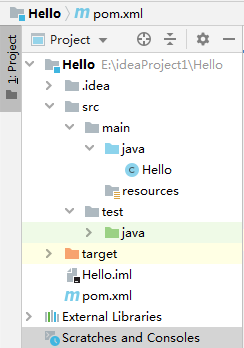 Hello pom.xml
1: Project
Project
Hello E:\ideaProject1\Hello
.idea
src
main
java
Hello
resources
test
java
target
Hello.iml
pom.xml
External Libraries
Scratches and Consoles